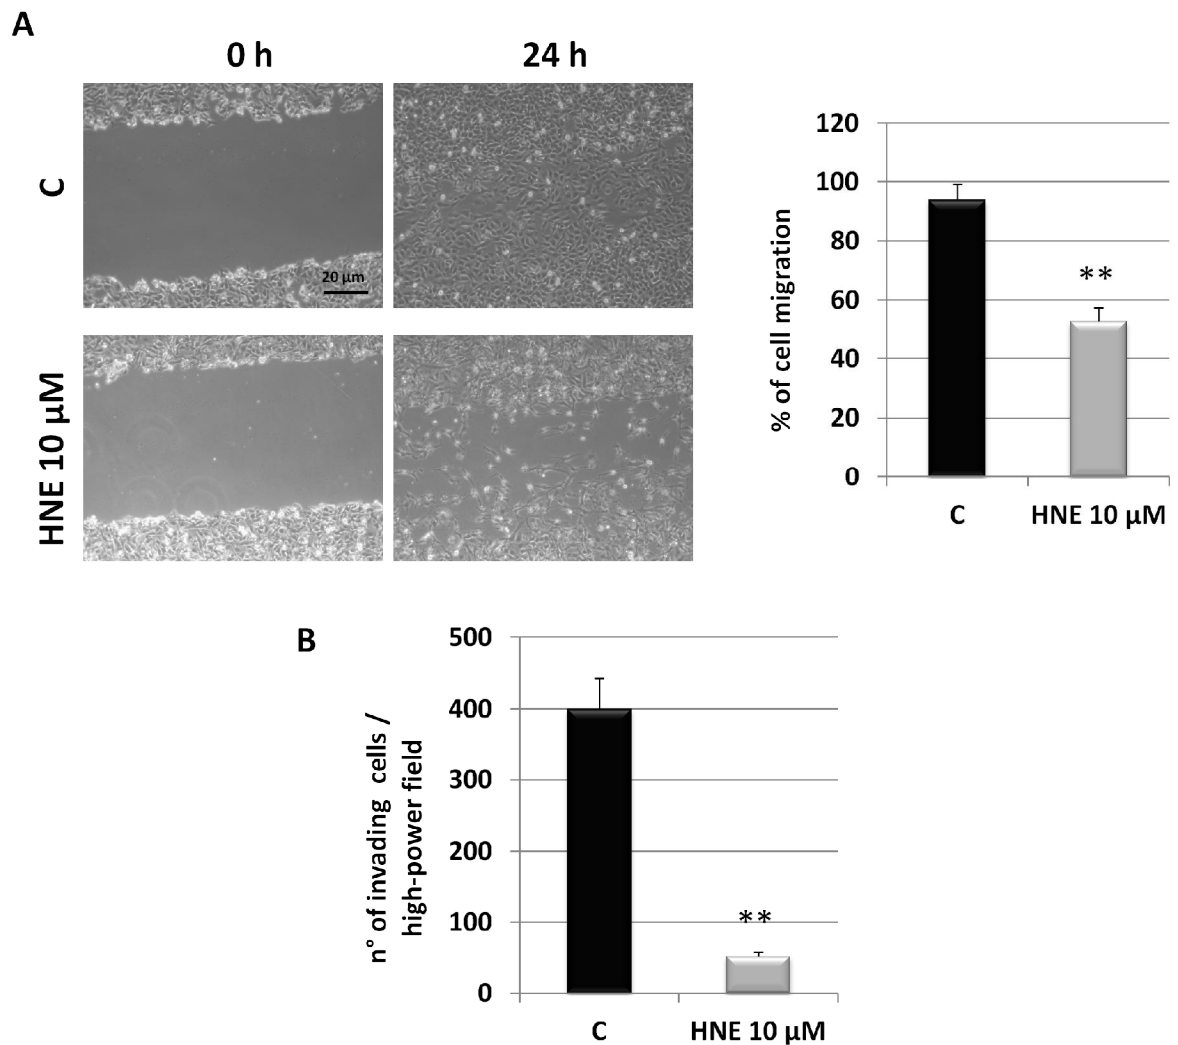 A
0 h
24 h
C
20 µm
HNE 10 µM
120
100
80
60
40
20
0
% of cell migration
**
C
HNE 10 µM
B
500
400
300
200
100
0
n° of invading cells /
high-power field
**
C
HNE 10 µM